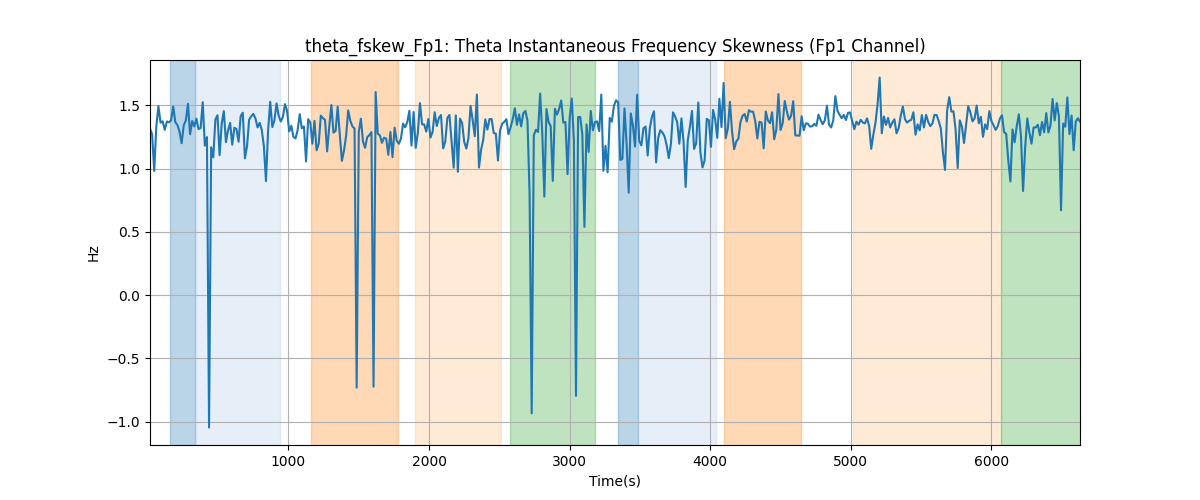 theta_fskew_Fp1: Theta Instantaneous Frequency Skewness (Fp1 Channel)
1.5
1.0
0.5
0.0
−0.5
−1.0
Hz
1000 2000 3000 4000 5000 6000
Time(s)